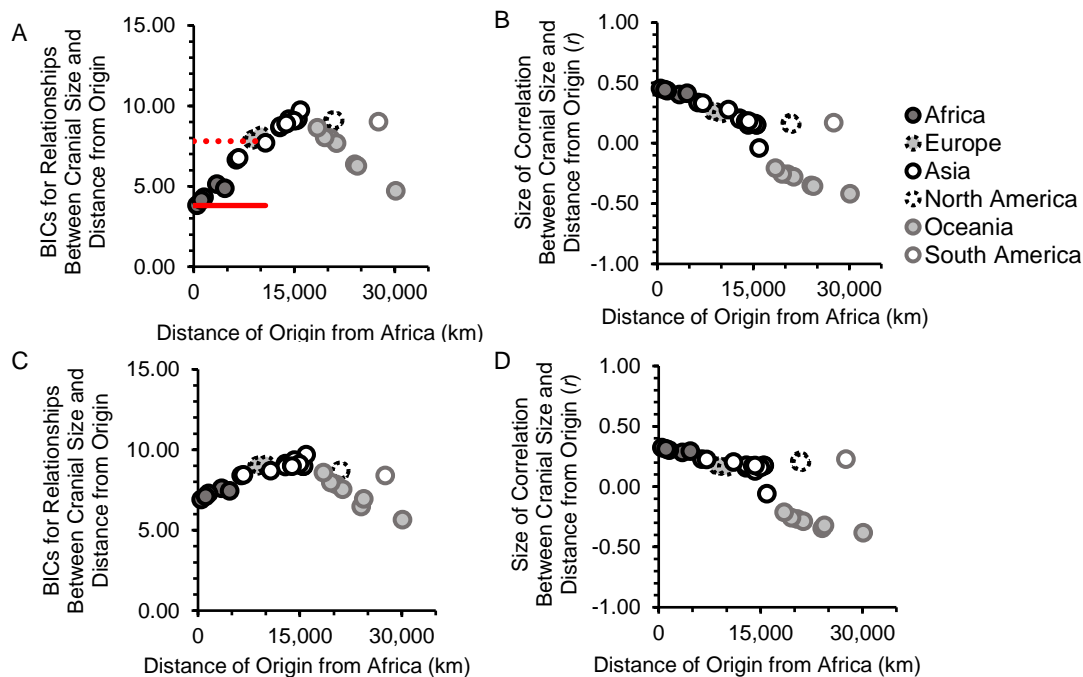 A
BICs for Relationships
Between Cranial Size and
Distance from Origin
15.00
10.00
5.00
0.00
0
15,000
30,000
Distance of Origin from Africa (km)
B
Size of Correlation
Between Cranial Size and
Distance from Origin (r)
1.00
0.50
0.00
-0.50
-1.00
0
15,000
30,000
Distance of Origin from Africa (km)
Africa
Europe
Asia
North America
Oceania
South America
C
BICs for Relationships
Between Cranial Size and
Distance from Origin
15.00
10.00
5.00
0.00
0
15,000
30,000
Distance of Origin from Africa (km)
D
Size of Correlation
Between Cranial Size and
Distance from Origin (r)
1.00
0.50
0.00
-0.50
-1.00
0
15,000
30,000
Distance of Origin from Africa (km)